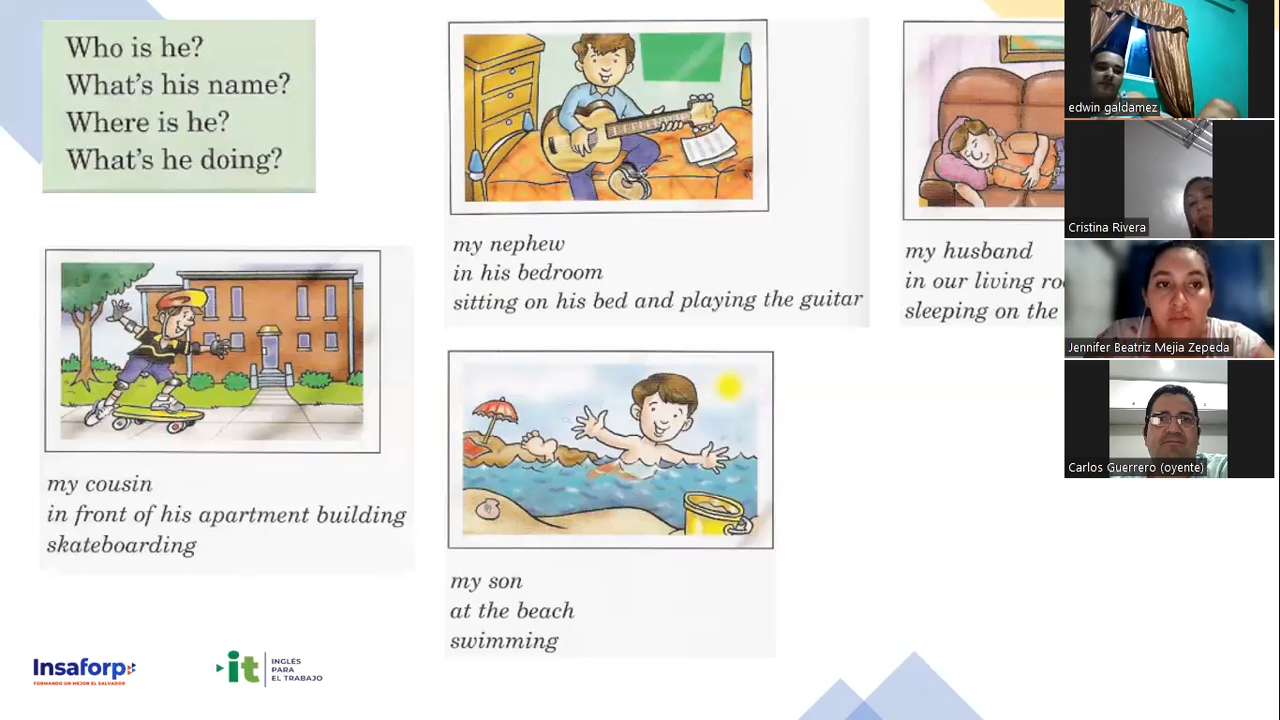 Who is he?
What's his name?
Where is he?
What's he doing?
my nephew
in his bedroom
sitting on his bed and playing the guitar
my husband
in our living
sleeping on the
my cousin
in front of his apartment building
skateboarding
my son
at the beach
swimming
Insaforp
FORMANDO UN MEJOR EL SALVADOR
it
INGLÉS
PARA
EL TRABAJO
edwin galdamez
Cristina Rivera
Jennifer Beatriz Mejia Zepeda
Carlos Guerrero (oyente)